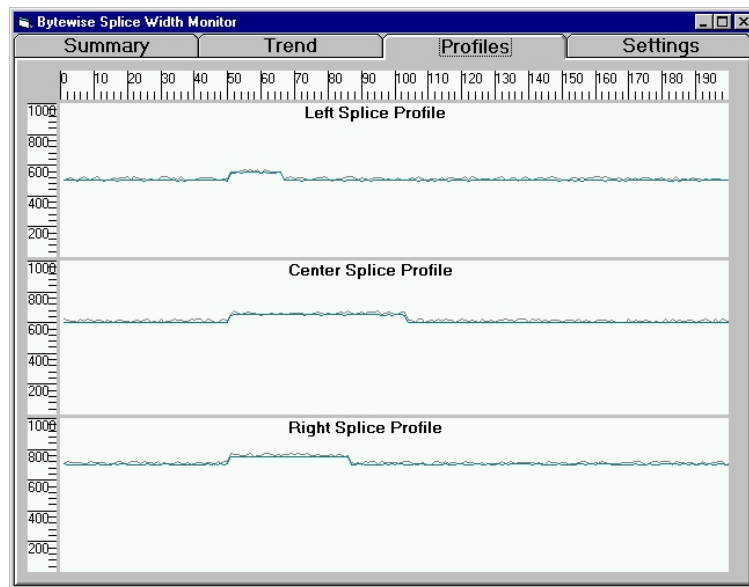 Bytewise Splice Width Monitor
Summary Trend Profiles Settings
0 10 20 30 40 50 60 70 80 90 100 110 120 130 140 150 160 170 180 190
Left Splice Profile
1000
800
600
400
200
Center Splice Profile
1000
800
600
400
200
Right Splice Profile
1000
800
600
400
200